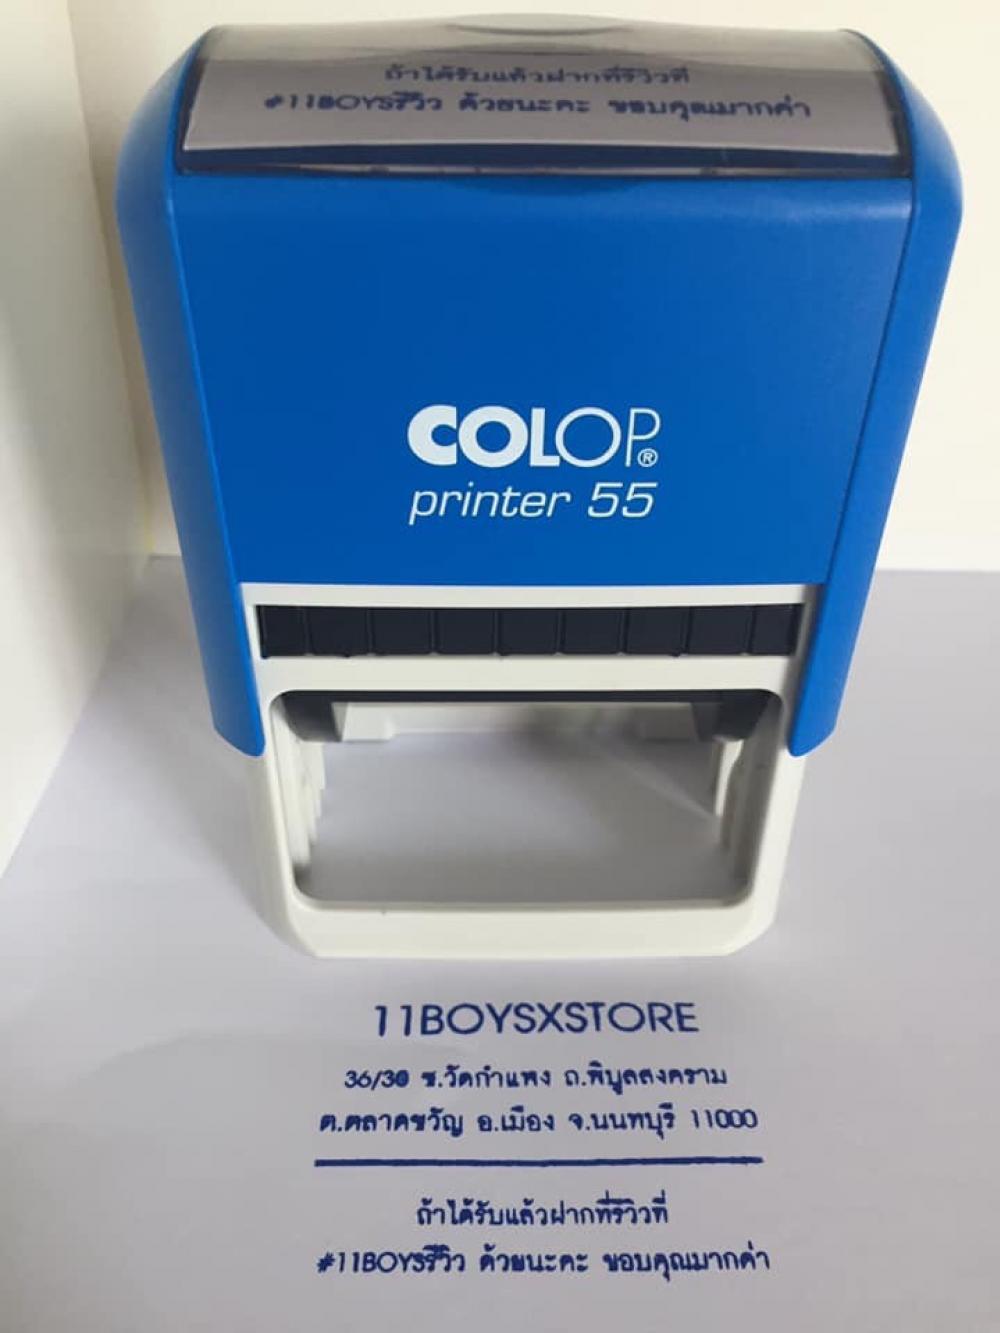 ถ้าได้รับแล้วฝากที่รีวิวที่
#11BOYSรีวิว ด้วยนะคะ ขอบคุณมากค่า
COLOP®
printer 55
11BOYSXSTORE
36/30 ซ.วัดกำแพง ถ.พิบูลสงคราม
ต.ตลาดขวัญ อ.เมือง จ.นนทบุรี 11000
ถ้าได้รับแล้วฝากที่รีวิวที่
#11BOYSรีวิว ด้วยนะคะ ขอบคุณมากค่า